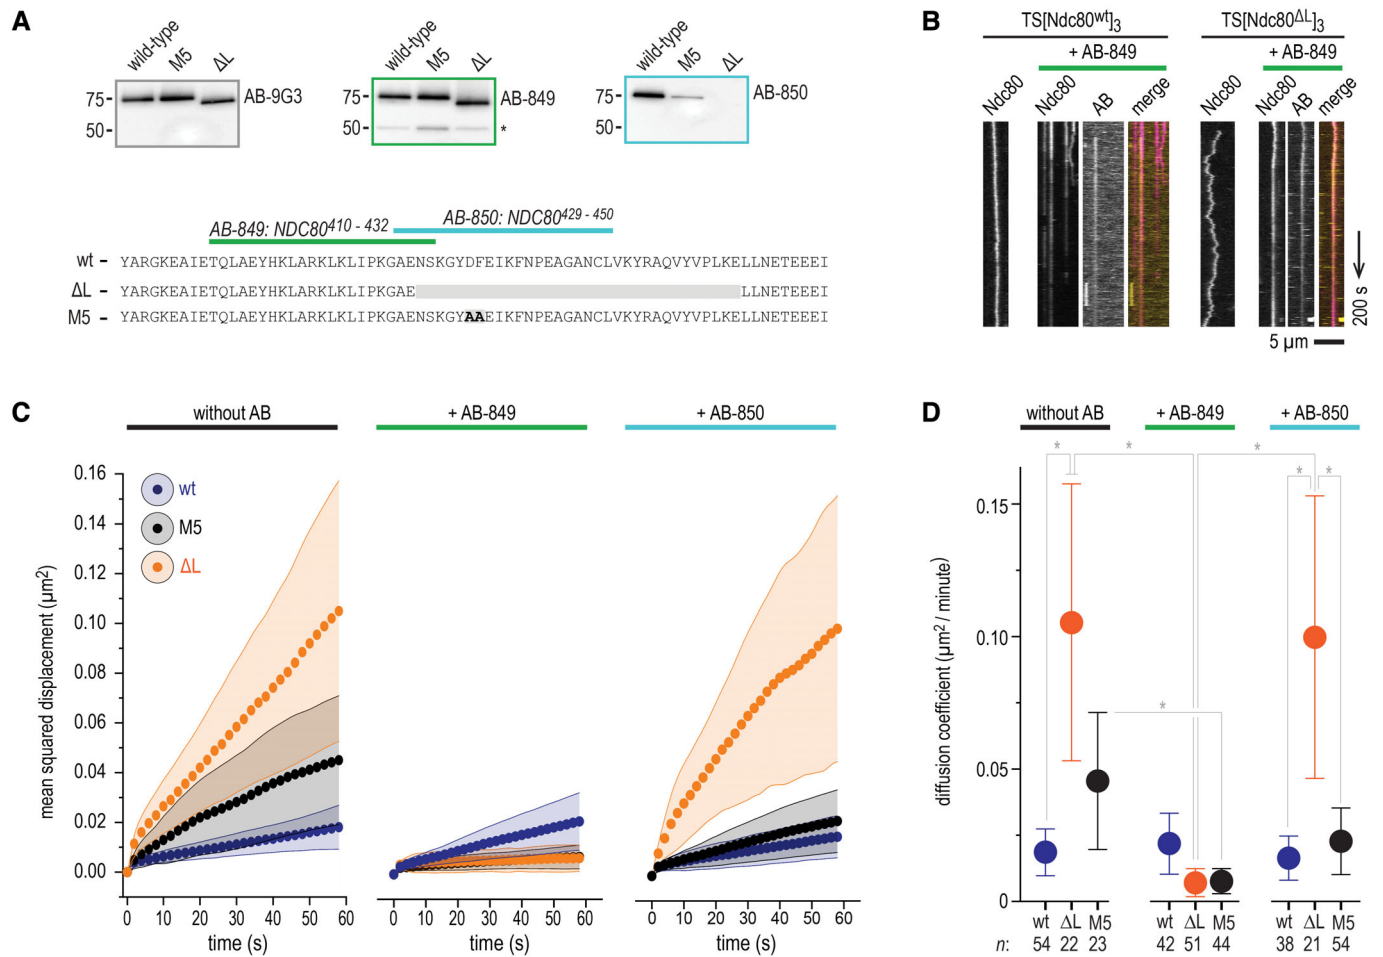 A
wild-type M5 ΔL
75-
50-
AB-9G3
wild-type M5 ΔL
75-
50-
AB-849
*
wild-type M5 ΔL
75-
50-
AB-850
AB-849: NDC80410 - 432
AB-850: NDC80429 - 450
wt – YARGKEAIETQLAEYHKLARKLKLIPKGAENSKGYDFEIKFNPEAGANCLVKYRAQVYVPLKELLNETEEEI
ΔL – YARGKEAIETQLAEYHKLARKLKLIPKGAE LLNETEEEI
M5 – YARGKEAIETQLAEYHKLARKLKLIPKGAENSKGYAAEIKFNPEAGANCLVKYRAQVYVPLKELLNETEEEI
B
TS[Ndc80wt]3
+ AB-849
Ndc80 Ndc80 AB merge
TS[Ndc80ΔL]3
+ AB-849
Ndc80 Ndc80 AB merge
200 s
5 µm
C
without AB
+ AB-849
+ AB-850
mean squared displacement (µm2)
0.16
0.14
0.12
0.10
0.08
0.06
0.04
0.02
0.00
wt
M5
ΔL
0 10 20 30 40 50 60
time (s)
0 10 20 30 40 50 60
time (s)
0 10 20 30 40 50 60
time (s)
D
without AB
+ AB-849
+ AB-850
* * *
* *
*
diffusion coefficient (µm2 / minute)
0.15
0.10
0.05
0
wt ΔL M5 wt ΔL M5 wt ΔL M5
n: 54 22 23 42 51 44 38 21 54